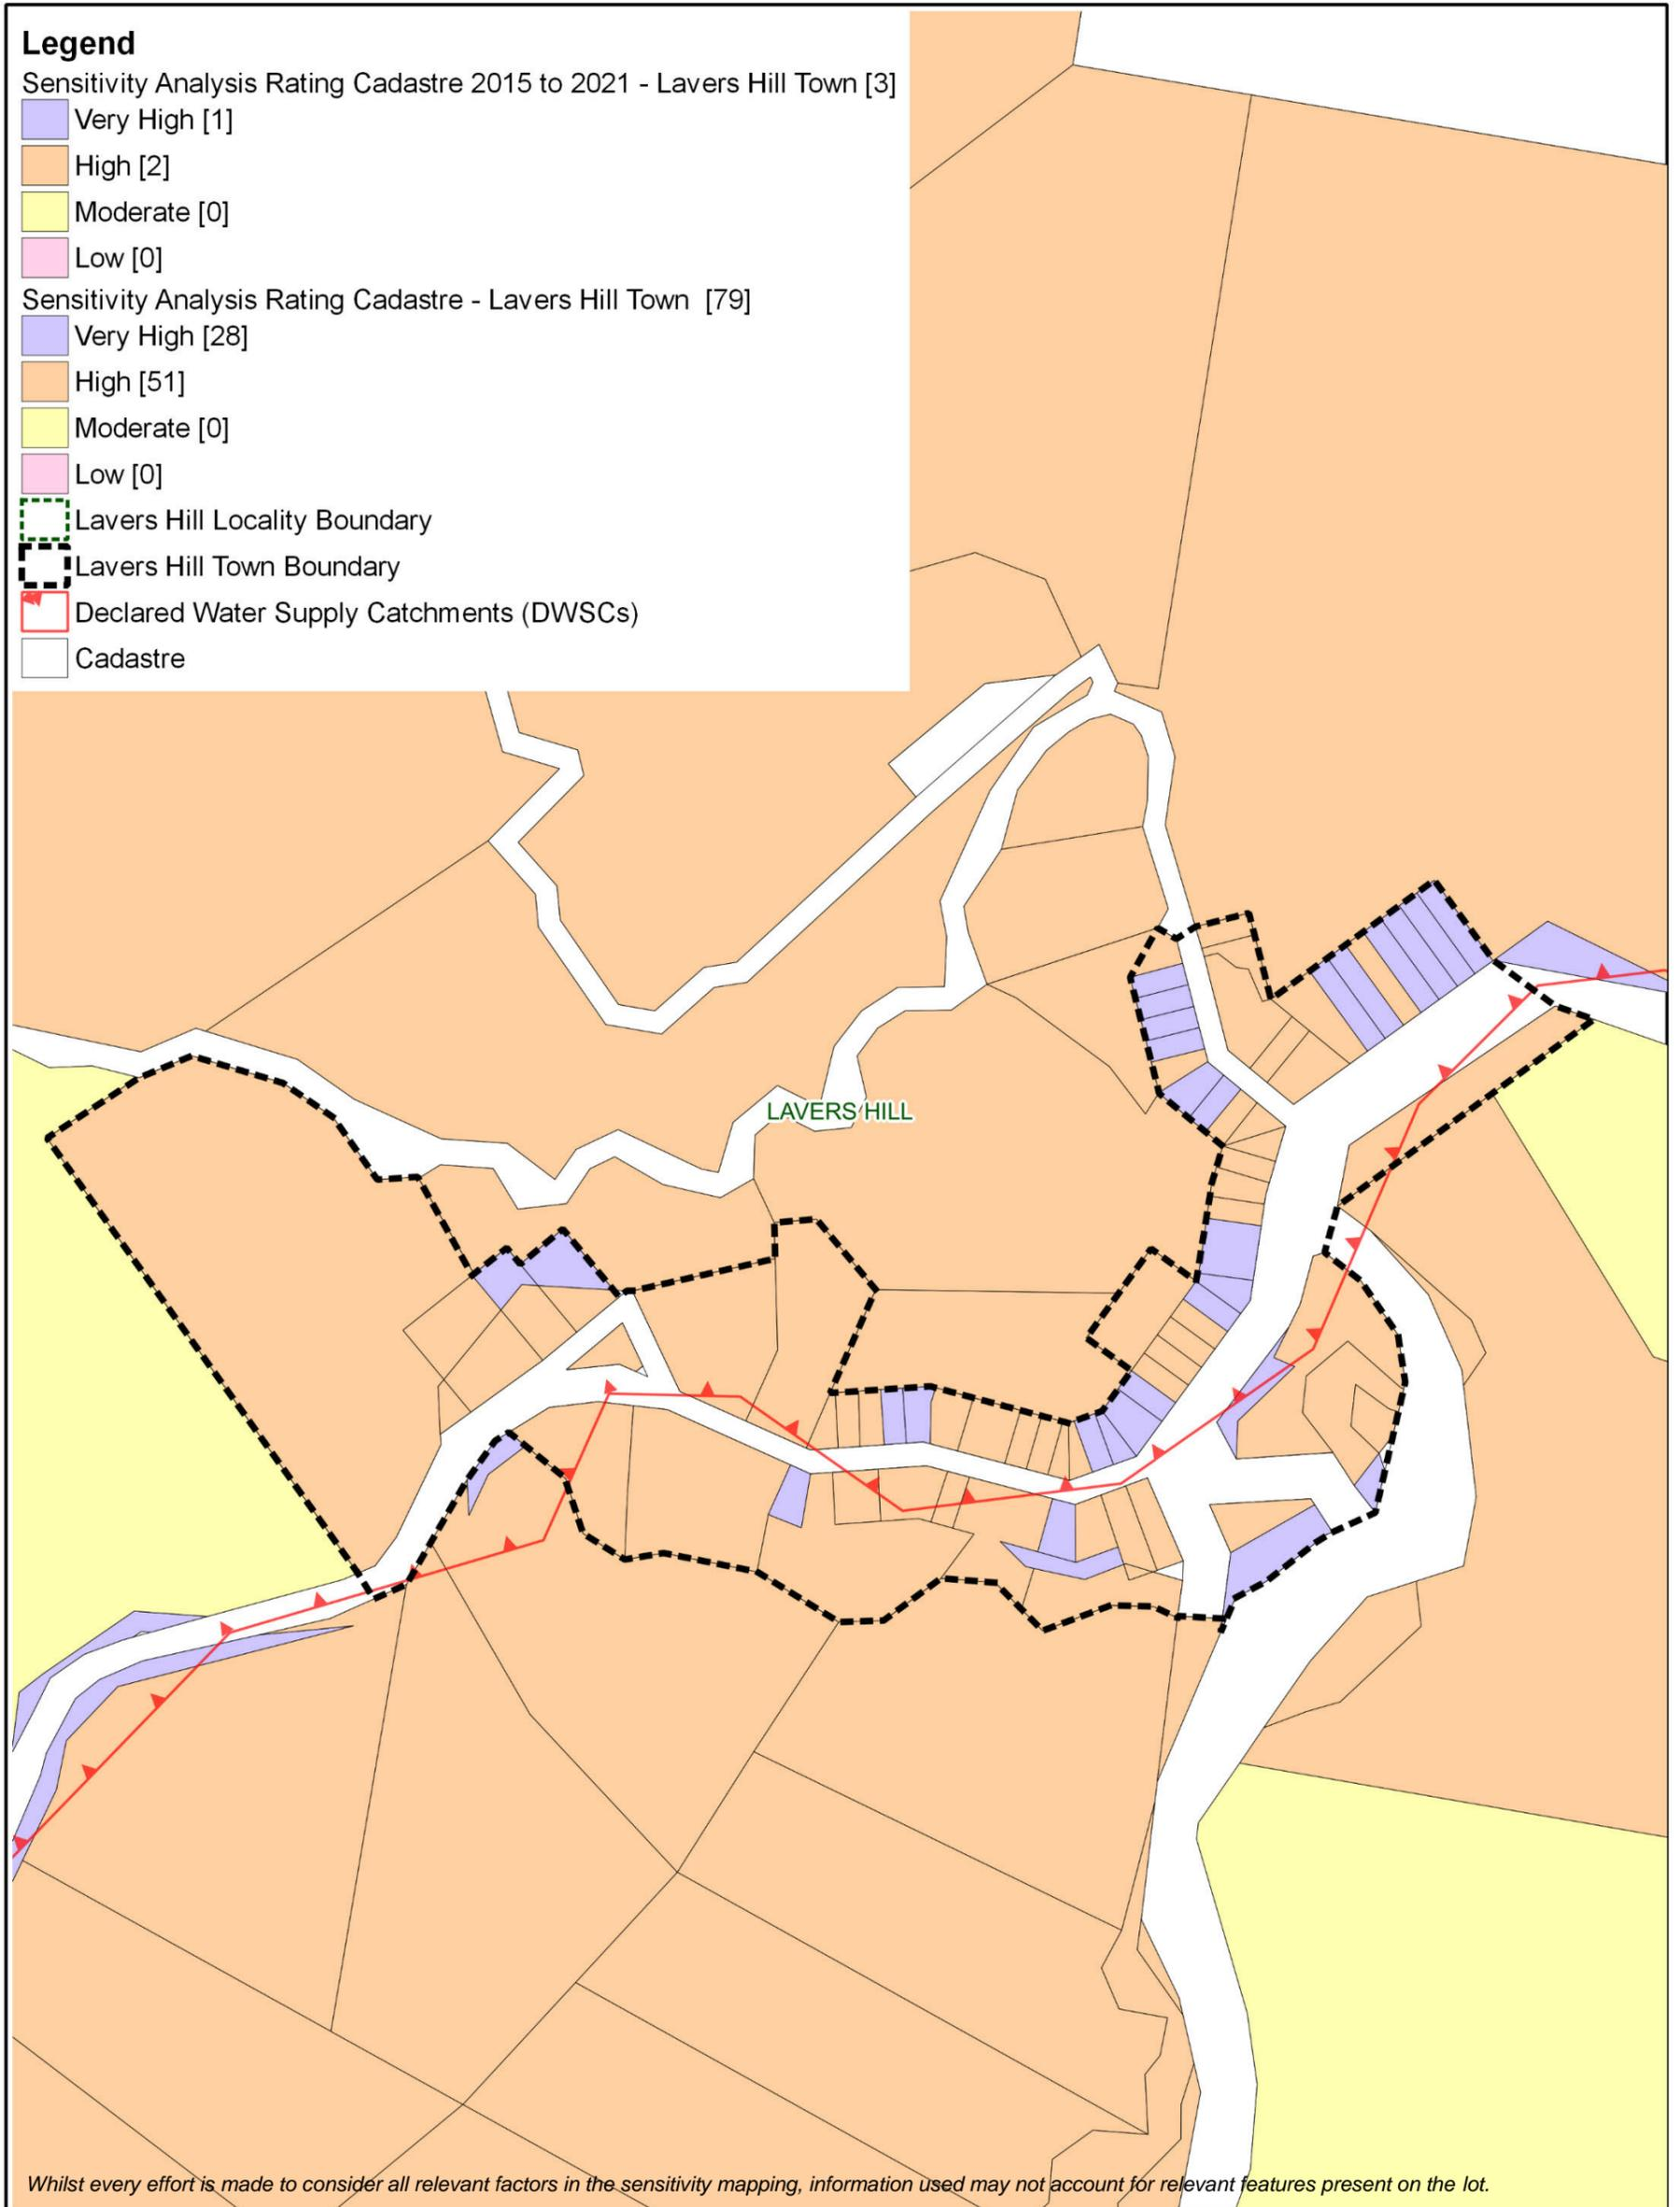 Legend
Sensitivity Analysis Rating Cadastre 2015 to 2021 - Lavers Hill Town [3]
Very High [1]
High [2]
Moderate [0]
Low [0]
Sensitivity Analysis Rating Cadastre - Lavers Hill Town  [79]
Very High [28]
High [51]
Moderate [0]
Low [0]
Lavers Hill Locality Boundary
Lavers Hill Town Boundary
Declared Water Supply Catchments (DWSCs)
Cadastre
LAVERS HILL
Whilst every effort is made to consider all relevant factors in the sensitivity mapping, information used may not account for relevant features present on the lot.